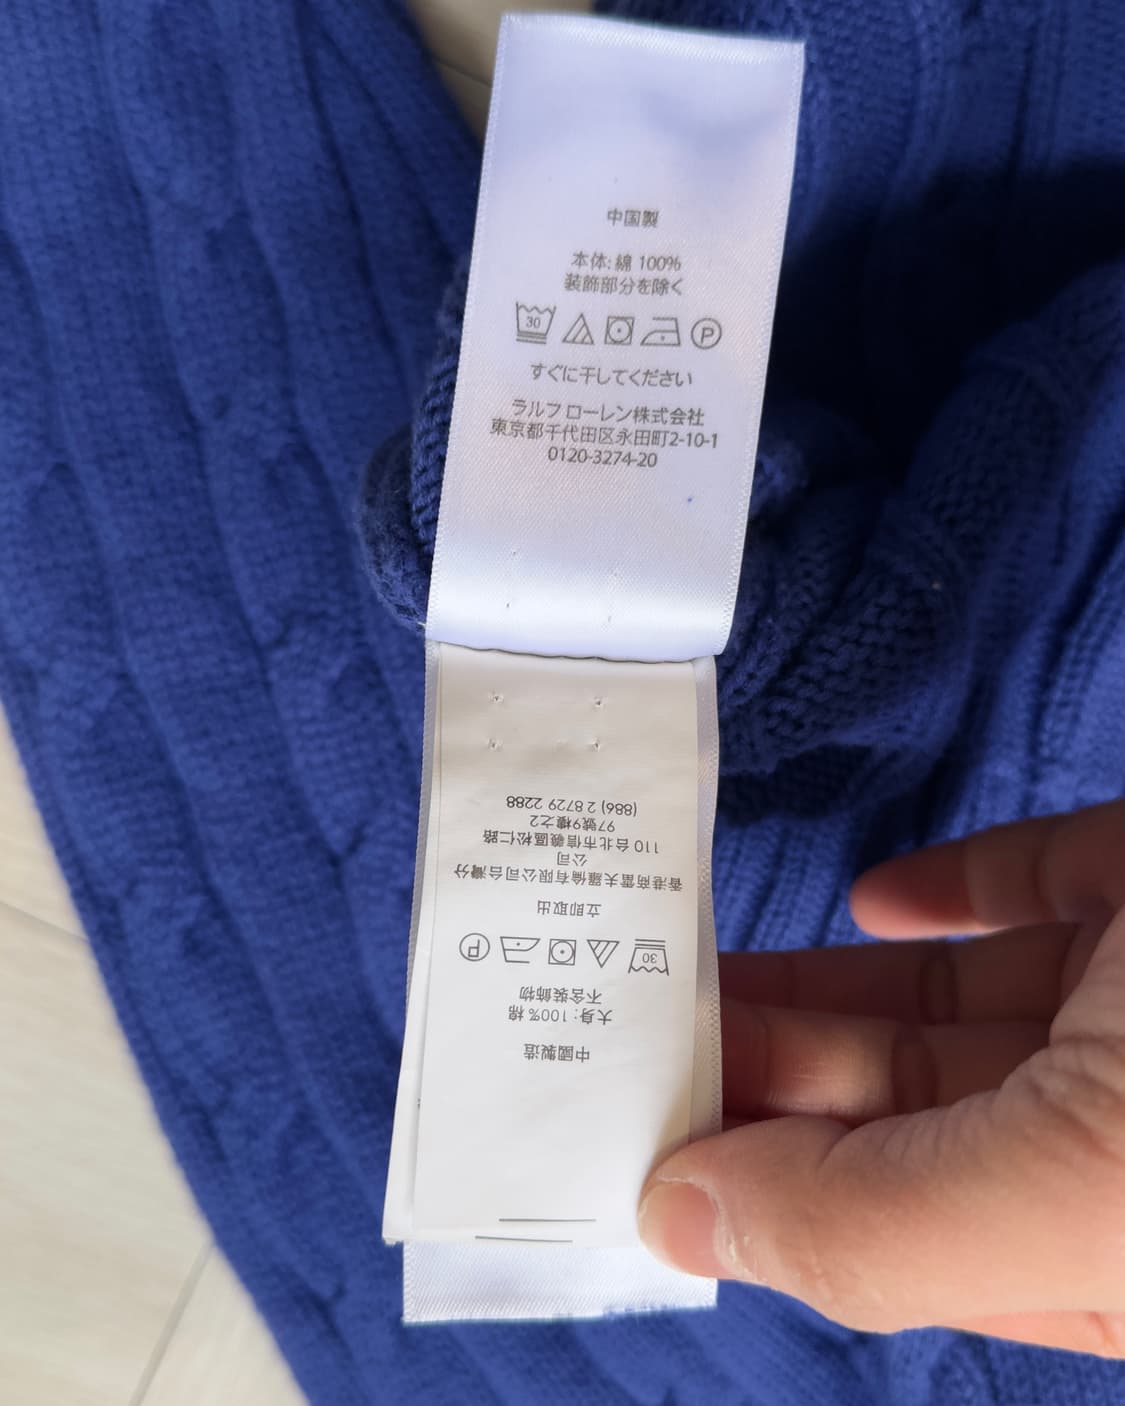 中国製
本体: 綿 100%
装飾部分を除く
30 P
すぐに干してください
ラルフ ローレン株式会社
東京都千代田区永田町2-10-1
0120-3274-20
中國製造
大身: 100% 棉
不含裝飾物
30 P
立即取出
香港商雷夫羅倫有限公司台灣分
公司
110 台北市信義區松仁路
97號9樓之2
(886) 2 8729 2288